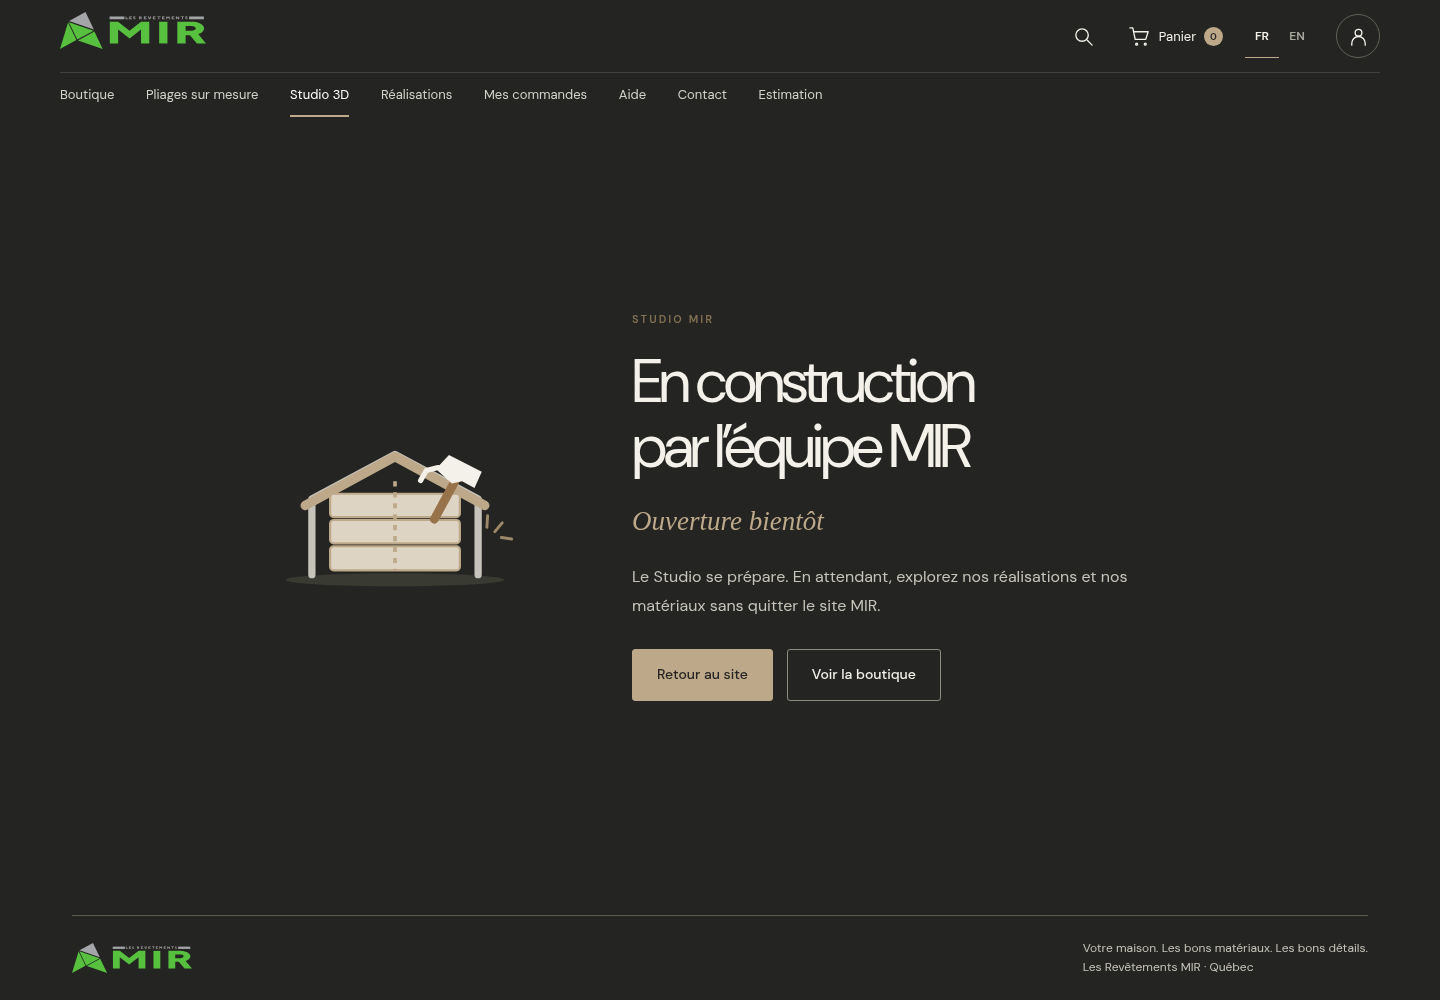 LES REVÊTEMENTS
MIR
Panier 0
FR EN
Boutique Pliages sur mesure Studio 3D Réalisations Mes commandes Aide Contact Estimation
STUDIO MIR
En construction
par l’équipe MIR
Ouverture bientôt
Le Studio se prépare. En attendant, explorez nos réalisations et nos
matériaux sans quitter le site MIR.
Retour au site Voir la boutique
LES REVÊTEMENTS
MIR
Votre maison. Les bons matériaux. Les bons détails.
Les Revêtements MIR · Québec